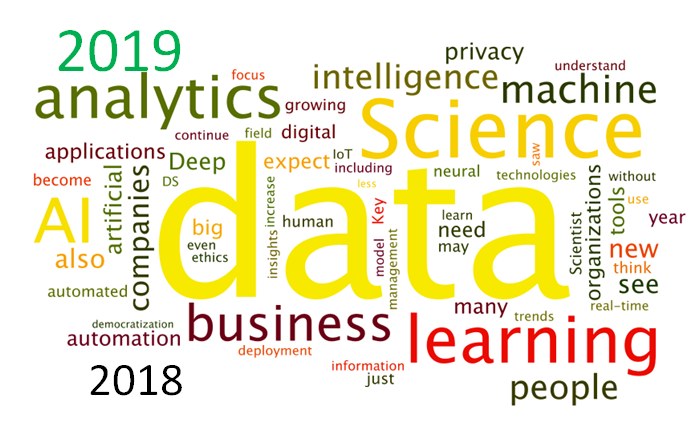 2019
privacy
understand
focus
intelligence
machine
analytics
growing
Science
continue
field
digital
saw
applications
Deep
expect
IoT
including
neural
technologies
without
become
artificial
DS
less
companies
increase
Key
learn
Scientist
organizations
tools
use
AI
big
human
need
year
also
even
ethics
insights
data
model
management
may
new
think
see
automated
many
real-time
trends
democratization
automation
business
learning
deployment
information
just
2018
people